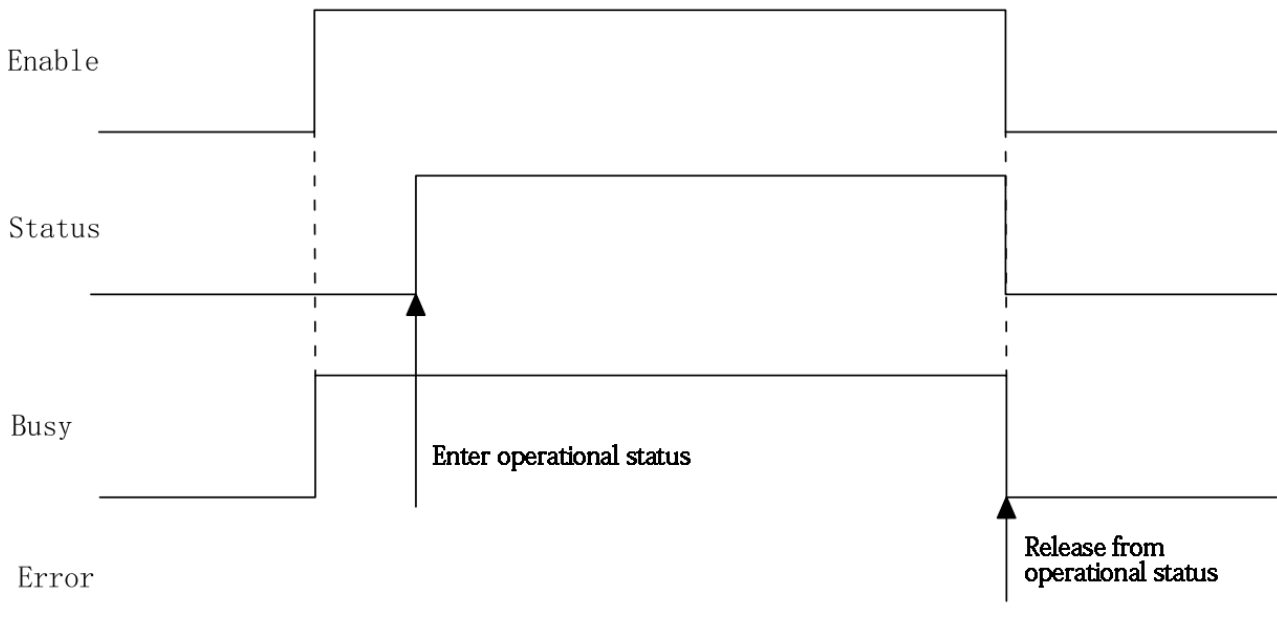 Enable
Status
Busy
Enter operational status
Release from
operational status
Error